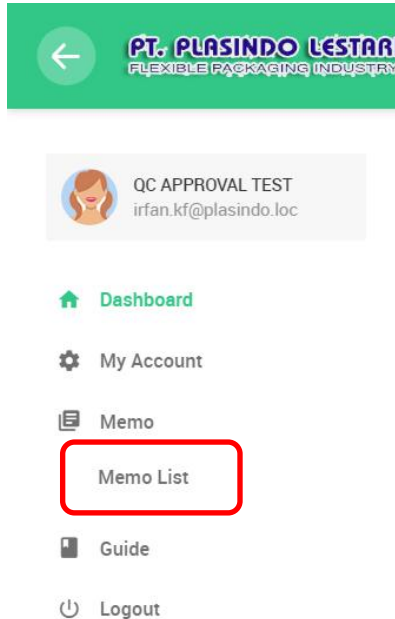 PT. PLASINDO LESTARI
FLEXIBLE PACKAGING INDUSTRY
QC APPROVAL TEST
irfan.kf@plasindo.loc
Dashboard
My Account
Memo
Memo List
Guide
Logout